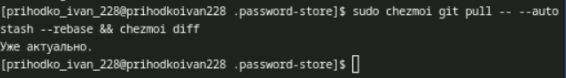 [prihodko_ivan_228@prihodkoivan228 .password-store]$ sudo chezmoi git pull -- --auto
stash --rebase && chezmoi diff
Уже актуально.
[prihodko_ivan_228@prihodkoivan228 .password-store]$